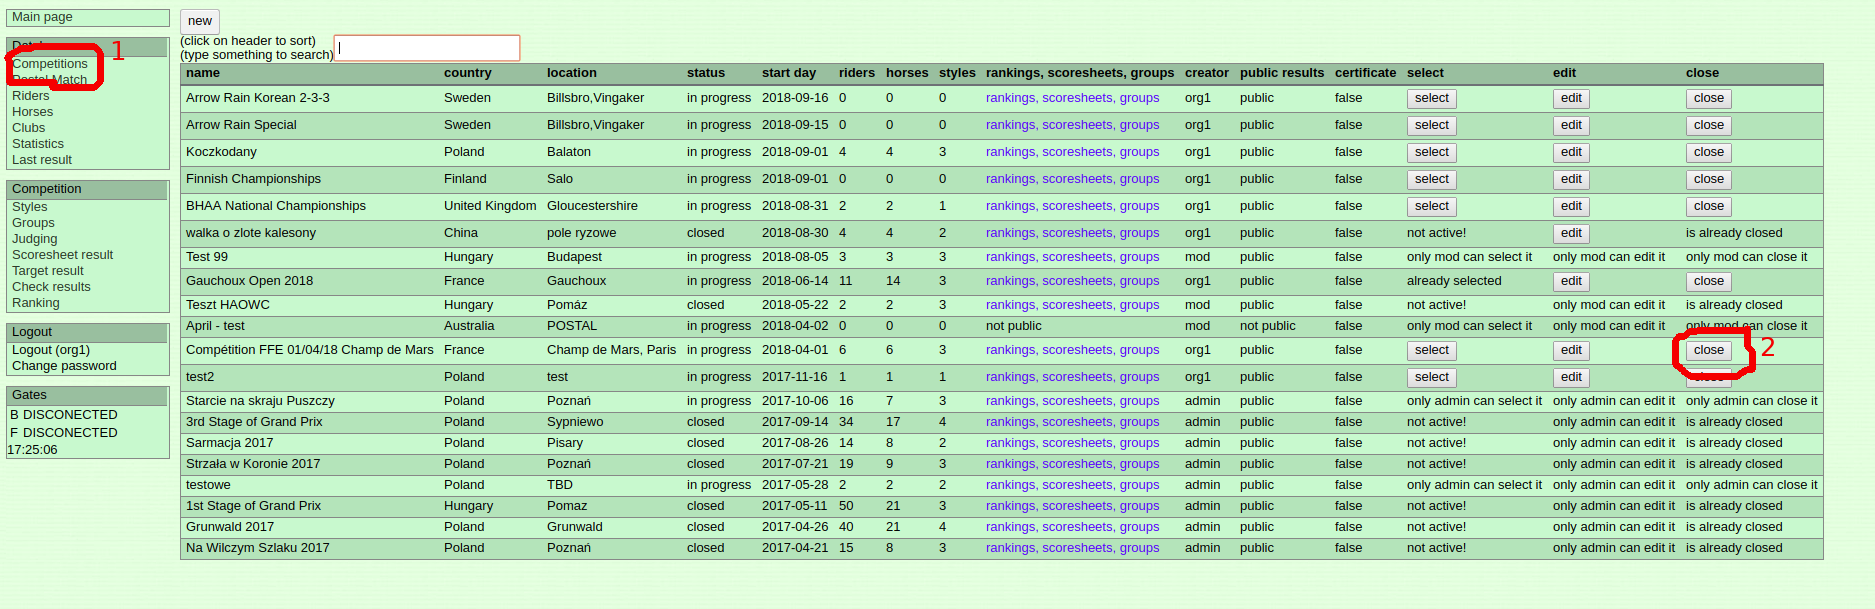 Main page
Data
Competitions
Postal Match
Riders
Horses
Clubs
Statistics
Last result
Competition
Styles
Groups
Judging
Scoresheet result
Target result
Check results
Ranking
Logout
Logout (org1)
Change password
Gates
B DISCONECTED
F DISCONECTED
17:25:06
1
new
(click on header to sort)
(type something to search)
name country location status start day riders horses styles rankings, scoresheets, groups creator public results certificate select edit close
Arrow Rain Korean 2-3-3 Sweden Billsbro,Vingaker in progress 2018-09-16 0 0 0 rankings, scoresheets, groups org1 public false select edit close
Arrow Rain Special Sweden Billsbro,Vingaker in progress 2018-09-15 0 0 0 rankings, scoresheets, groups org1 public false select edit close
Koczkodany Poland Balaton in progress 2018-09-01 4 4 3 rankings, scoresheets, groups org1 public false select edit close
Finnish Championships Finland Salo in progress 2018-09-01 0 0 0 rankings, scoresheets, groups org1 public false select edit close
BHAA National Championships United Kingdom Gloucestershire in progress 2018-08-31 2 2 1 rankings, scoresheets, groups org1 public false select edit close
walka o zlote kalesony China pole ryzowe closed 2018-08-30 4 4 2 rankings, scoresheets, groups org1 public false not active! edit is already closed
Test 99 Hungary Budapest in progress 2018-08-05 3 3 3 rankings, scoresheets, groups mod public false only mod can select it only mod can edit it only mod can close it
Gauchoux Open 2018 France Gauchoux in progress 2018-06-14 11 14 3 rankings, scoresheets, groups org1 public false already selected edit close
Teszt HAOWC Hungary Pomáz closed 2018-05-22 2 2 3 rankings, scoresheets, groups mod public false not active! only mod can edit it is already closed
April - test Australia POSTAL in progress 2018-04-02 0 0 0 not public mod not public false only mod can select it only mod can edit it only mod can close it
Compétition FFE 01/04/18 Champ de Mars France Champ de Mars, Paris in progress 2018-04-01 6 6 3 rankings, scoresheets, groups org1 public false select edit close 2
test2 Poland test in progress 2017-11-16 1 1 1 rankings, scoresheets, groups org1 public false select edit close
Starcie na skraju Puszczy Poland Poznań in progress 2017-10-06 16 7 3 rankings, scoresheets, groups admin public false only admin can select it only admin can edit it only admin can close it
3rd Stage of Grand Prix Poland Sypniewo closed 2017-09-14 34 17 4 rankings, scoresheets, groups admin public false not active! only admin can edit it is already closed
Sarmacja 2017 Poland Pisary closed 2017-08-26 14 8 2 rankings, scoresheets, groups admin public false not active! only admin can edit it is already closed
Strzała w Koronie 2017 Poland Poznań closed 2017-07-21 19 9 3 rankings, scoresheets, groups admin public false not active! only admin can edit it is already closed
testowe Poland TBD in progress 2017-05-28 2 2 2 rankings, scoresheets, groups admin public false only admin can select it only admin can edit it only admin can close it
1st Stage of Grand Prix Hungary Pomaz closed 2017-05-11 50 21 3 rankings, scoresheets, groups admin public false not active! only admin can edit it is already closed
Grunwald 2017 Poland Grunwald closed 2017-04-26 40 21 4 rankings, scoresheets, groups admin public false not active! only admin can edit it is already closed
Na Wilczym Szlaku 2017 Poland Poznań closed 2017-04-21 15 8 3 rankings, scoresheets, groups admin public false not active! only admin can edit it is already closed